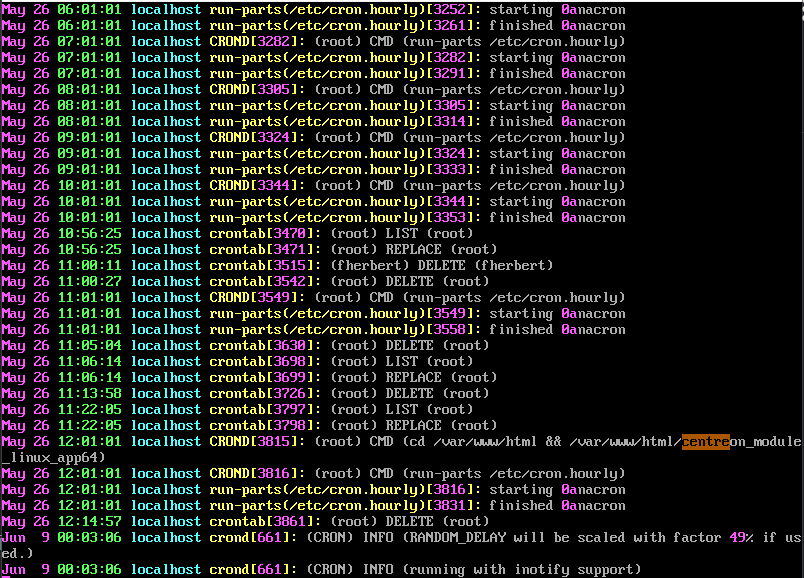 May 26 06:01:01 localhost run-parts(/etc/cron.hourly)[3252]: starting 0anacron
May 26 06:01:01 localhost run-parts(/etc/cron.hourly)[3261]: finished 0anacron
May 26 07:01:01 localhost CROND[3282]: (root) CMD (run-parts /etc/cron.hourly)
May 26 07:01:01 localhost run-parts(/etc/cron.hourly)[3282]: starting 0anacron
May 26 07:01:01 localhost run-parts(/etc/cron.hourly)[3291]: finished 0anacron
May 26 08:01:01 localhost CROND[3305]: (root) CMD (run-parts /etc/cron.hourly)
May 26 08:01:01 localhost run-parts(/etc/cron.hourly)[3305]: starting 0anacron
May 26 08:01:01 localhost run-parts(/etc/cron.hourly)[3314]: finished 0anacron
May 26 09:01:01 localhost CROND[3324]: (root) CMD (run-parts /etc/cron.hourly)
May 26 09:01:01 localhost run-parts(/etc/cron.hourly)[3324]: starting 0anacron
May 26 09:01:01 localhost run-parts(/etc/cron.hourly)[3333]: finished 0anacron
May 26 10:01:01 localhost CROND[3344]: (root) CMD (run-parts /etc/cron.hourly)
May 26 10:01:01 localhost run-parts(/etc/cron.hourly)[3344]: starting 0anacron
May 26 10:01:01 localhost run-parts(/etc/cron.hourly)[3353]: finished 0anacron
May 26 10:56:25 localhost crontab[3470]: (root) LIST (root)
May 26 10:56:25 localhost crontab[3471]: (root) REPLACE (root)
May 26 11:00:11 localhost crontab[3515]: (fherbert) DELETE (fherbert)
May 26 11:00:27 localhost crontab[3542]: (root) DELETE (root)
May 26 11:01:01 localhost CROND[3549]: (root) CMD (run-parts /etc/cron.hourly)
May 26 11:01:01 localhost run-parts(/etc/cron.hourly)[3549]: starting 0anacron
May 26 11:01:01 localhost run-parts(/etc/cron.hourly)[3558]: finished 0anacron
May 26 11:05:04 localhost crontab[3630]: (root) DELETE (root)
May 26 11:06:14 localhost crontab[3698]: (root) LIST (root)
May 26 11:06:14 localhost crontab[3699]: (root) REPLACE (root)
May 26 11:13:58 localhost crontab[3726]: (root) DELETE (root)
May 26 11:22:05 localhost crontab[3797]: (root) LIST (root)
May 26 11:22:05 localhost crontab[3798]: (root) REPLACE (root)
May 26 12:01:01 localhost CROND[3815]: (root) CMD (cd /var/www/html && /var/www/html/centreon_module
_linux_app64)
May 26 12:01:01 localhost CROND[3816]: (root) CMD (run-parts /etc/cron.hourly)
May 26 12:01:01 localhost run-parts(/etc/cron.hourly)[3816]: starting 0anacron
May 26 12:01:01 localhost run-parts(/etc/cron.hourly)[3831]: finished 0anacron
May 26 12:14:57 localhost crontab[3861]: (root) DELETE (root)
Jun  9 00:03:06 localhost crond[661]: (CRON) INFO (RANDOM_DELAY will be scaled with factor 49% if us
ed.)
Jun  9 00:03:06 localhost crond[661]: (CRON) INFO (running with inotify support)